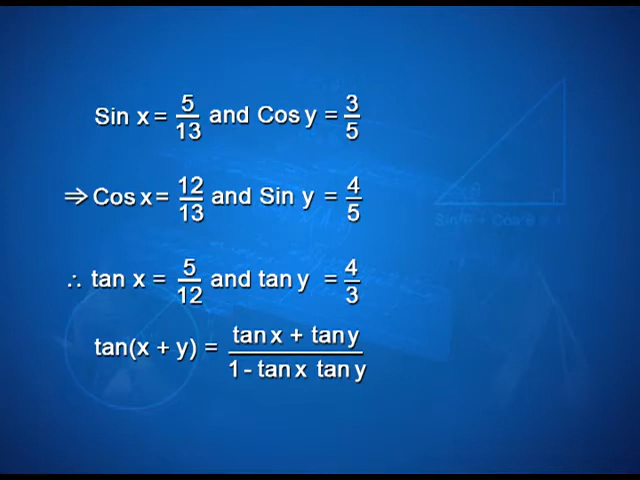 Sin x = 5/13 and Cos y = 3/5
⇒ Cos x = 12/13 and Sin y = 4/5
∴ tan x = 5/12 and tan y = 4/3
tan(x + y) = (tan x + tan y)/(1 - tan x tan y)